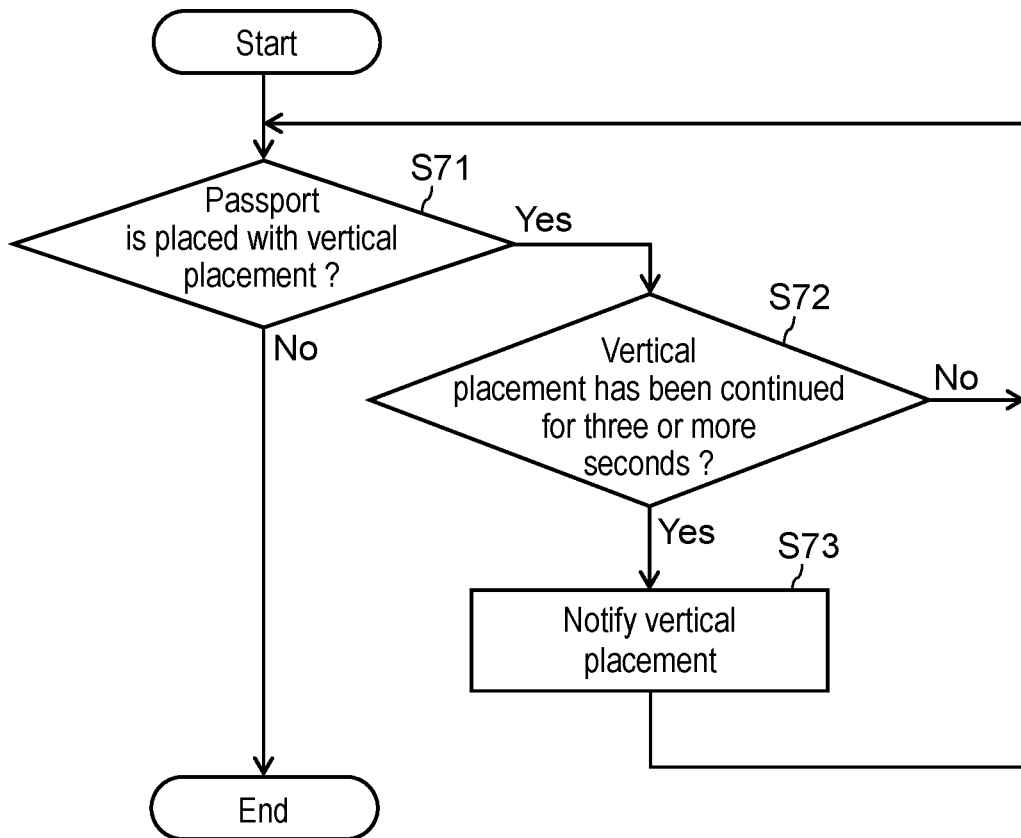 Start
S71
Passport
is placed with vertical
placement ?
Yes
No
S72
Vertical
placement has been continued
for three or more
seconds ?
No
Yes
S73
Notify vertical
placement
End